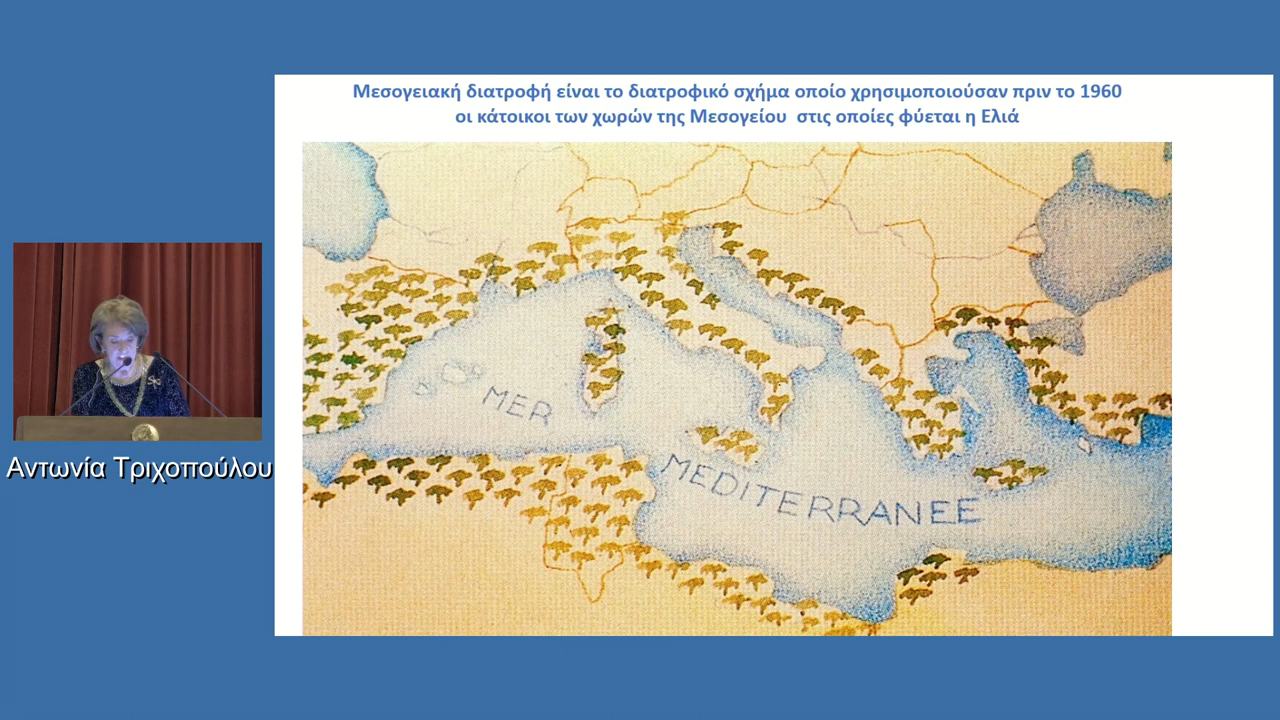 Μεσογειακή διατροφή είναι το διατροφικό σχήμα οποίο χρησιμοποιούσαν πριν το 1960
οι κάτοικοι των χωρών της Μεσογείου στις οποίες φύεται η Ελιά
MER
MEDITERRANEE
Αντωνία Τριχοπούλου